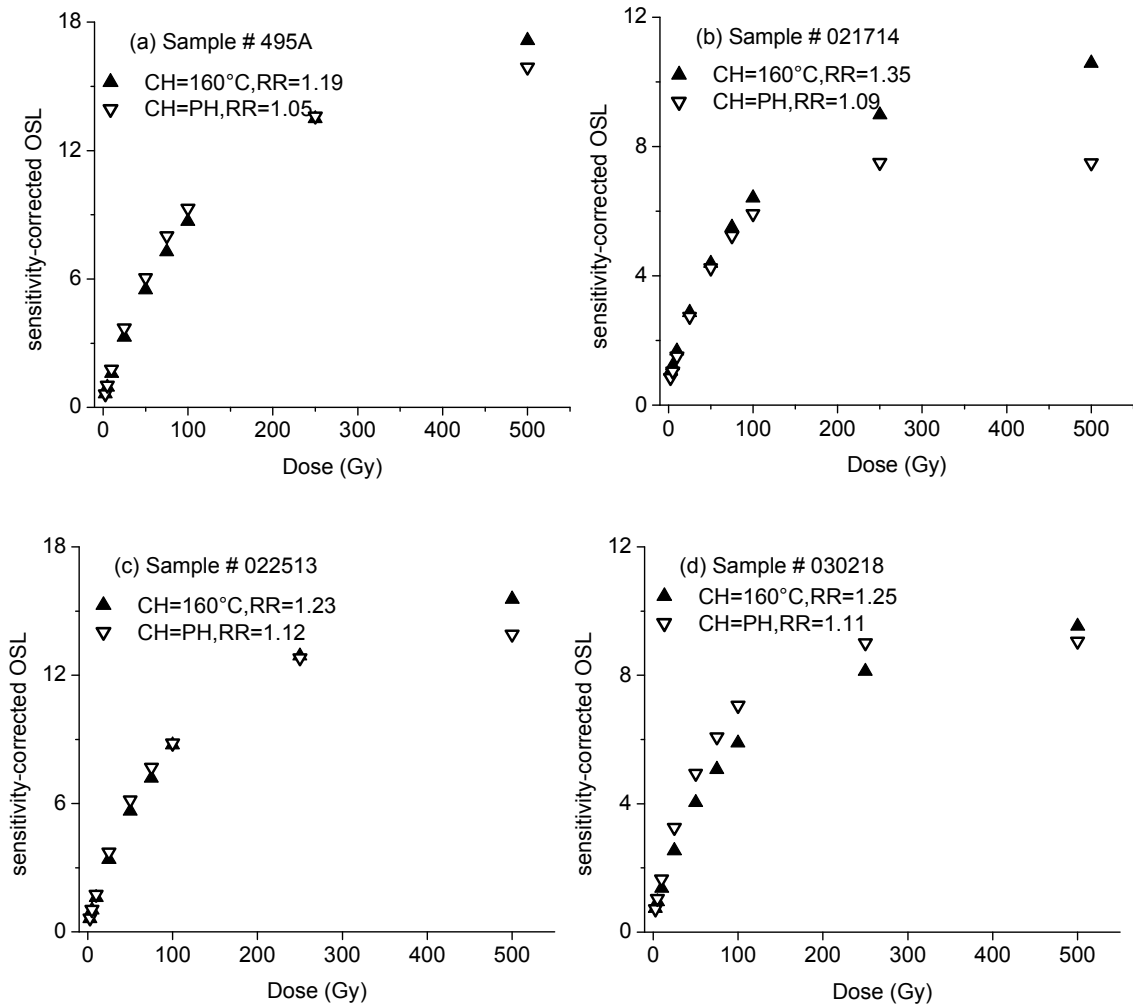 18
(a) Sample # 495A
CH=160°C,RR=1.19
CH=PH,RR=1.05
12
6
0
0 100 200 300 400 500
sensitivity-corrected OSL
Dose (Gy)
12
(b) Sample # 021714
CH=160°C,RR=1.35
CH=PH,RR=1.09
8
4
0
0 100 200 300 400 500
sensitivity-corrected OSL
Dose (Gy)
18
(c) Sample # 022513
CH=160°C,RR=1.23
CH=PH,RR=1.12
12
6
0
0 100 200 300 400 500
sensitivity-corrected OSL
Dose (Gy)
12
(d) Sample # 030218
CH=160°C,RR=1.25
CH=PH,RR=1.11
8
4
0
0 100 200 300 400 500
sensitivity-corrected OSL
Dose (Gy)